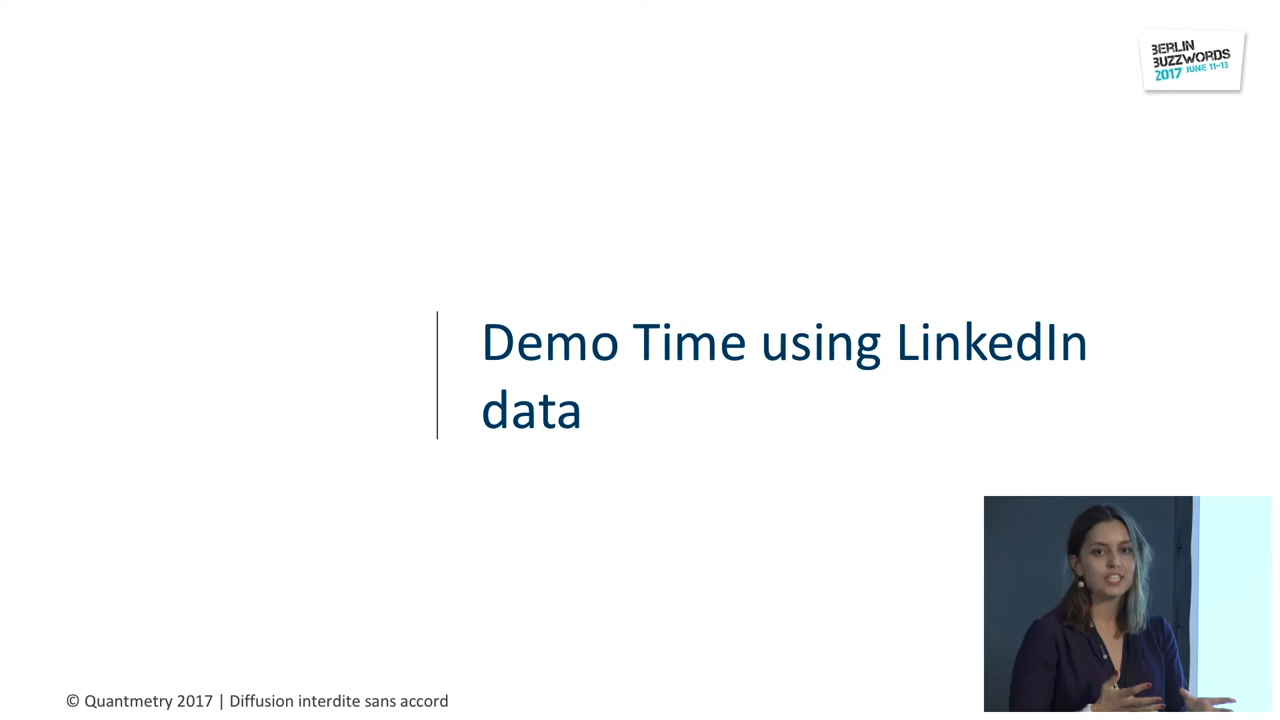 BERLIN
BUZZWORDS
2017 JUNE 11-13
Demo Time using LinkedIn
data
© Quantmetry 2017 | Diffusion interdite sans accord